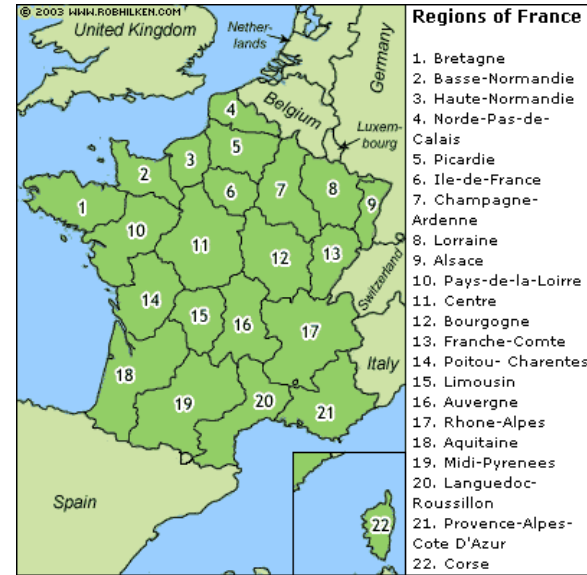 © 2003 WWW.ROBHILKEN.COM
United Kingdom
Nether-
lands
Germany
Belgium
Luxem-
bourg
Switzerland
Italy
Spain
4
5
3
2
6
7
8
9
1
10
11
12
13
14
15
16
17
18
19
20
21
22
Regions of France
1. Bretagne
2. Basse-Normandie
3. Haute-Normandie
4. Norde-Pas-de-
Calais
5. Picardie
6. Ile-de-France
7. Champagne-
Ardenne
8. Lorraine
9. Alsace
10. Pays-de-la-Loirre
11. Centre
12. Bourgogne
13. Franche-Comte
14. Poitou- Charentes
15. Limousin
16. Auvergne
17. Rhone-Alpes
18. Aquitaine
19. Midi-Pyrenees
20. Languedoc-
Roussillon
21. Provence-Alpes-
Cote D'Azur
22. Corse